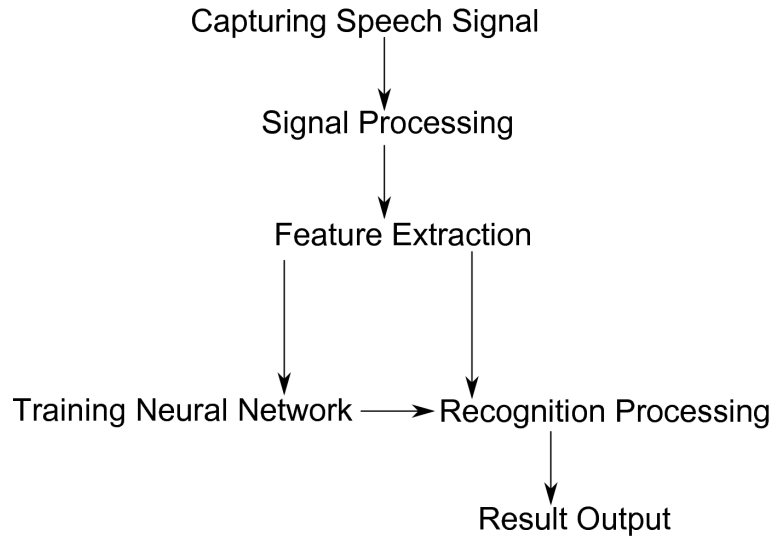 Capturing Speech Signal
Signal Processing
Feature Extraction
Training Neural Network
Recognition Processing
Result Output